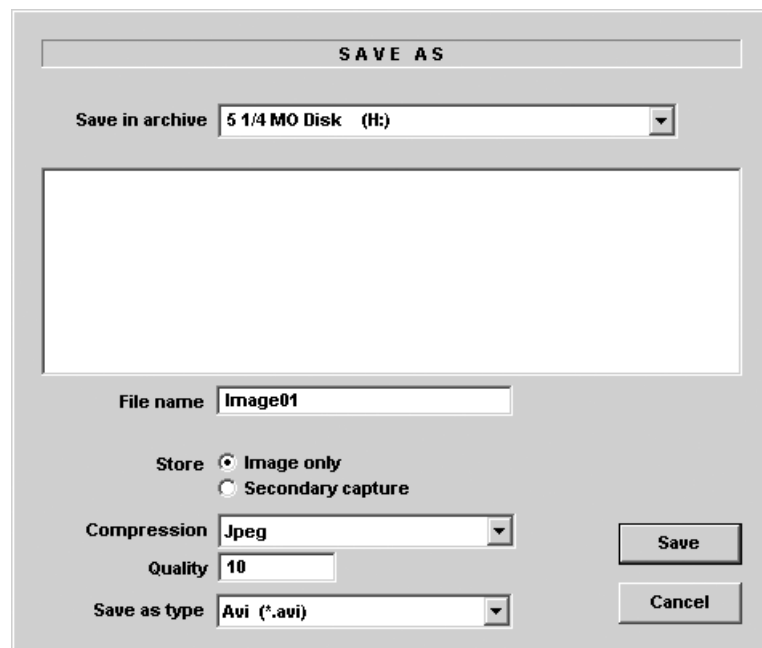 SAVE AS
Save in archive 5 1/4 MO Disk (H:)
File name Image01
Store Image only
Secondary capture
Compression Jpeg
Quality 10
Save as type Avi (*.avi)
Save
Cancel